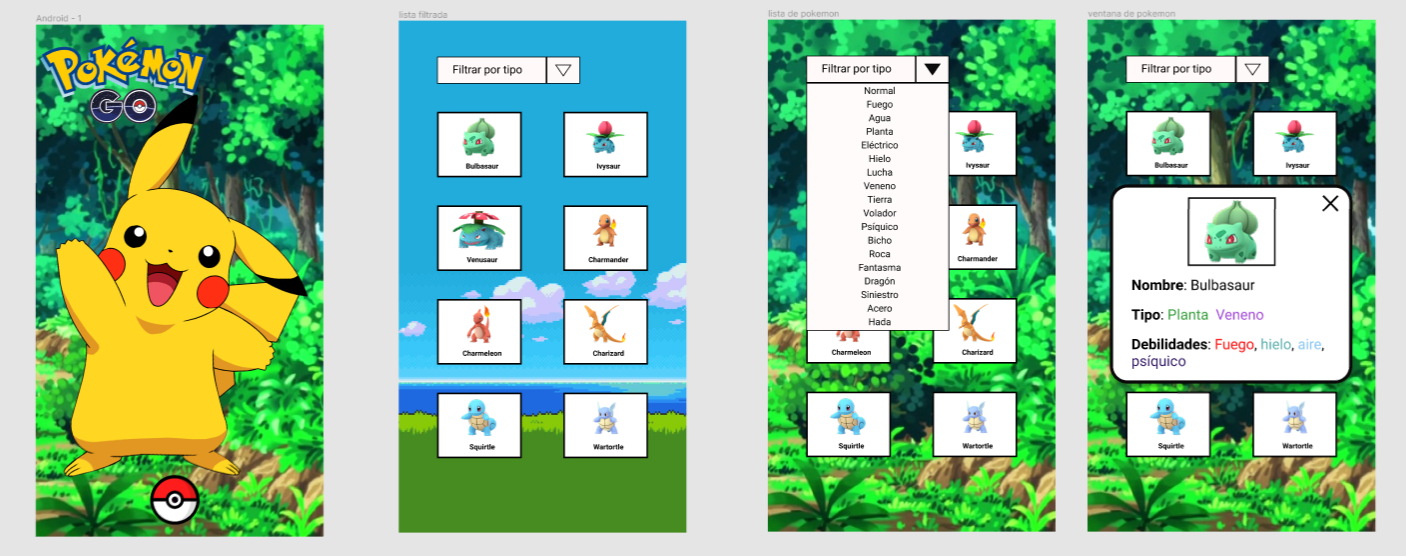 Android - 1
POKÉMON
GO
lista filtrada
Filtrar por tipo
Bulbasaur
Ivysaur
Venusaur
Charmander
Charmeleon
Charizard
Squirtle
Wartortle
lista de pokemon
Filtrar por tipo
Normal
Fuego
Agua
Planta
Eléctrico
Hielo
Lucha
Veneno
Tierra
Volador
Psíquico
Bicho
Roca
Fantasma
Dragón
Siniestro
Acero
Hada
Ivysaur
Charmander
Charmeleon
Charizard
Squirtle
Wartortle
ventana de pokemon
Filtrar por tipo
Bulbasaur
Ivysaur
Nombre: Bulbasaur
Tipo: Planta Veneno
Debilidades: Fuego, hielo, aire,
psíquico
Squirtle
Wartortle